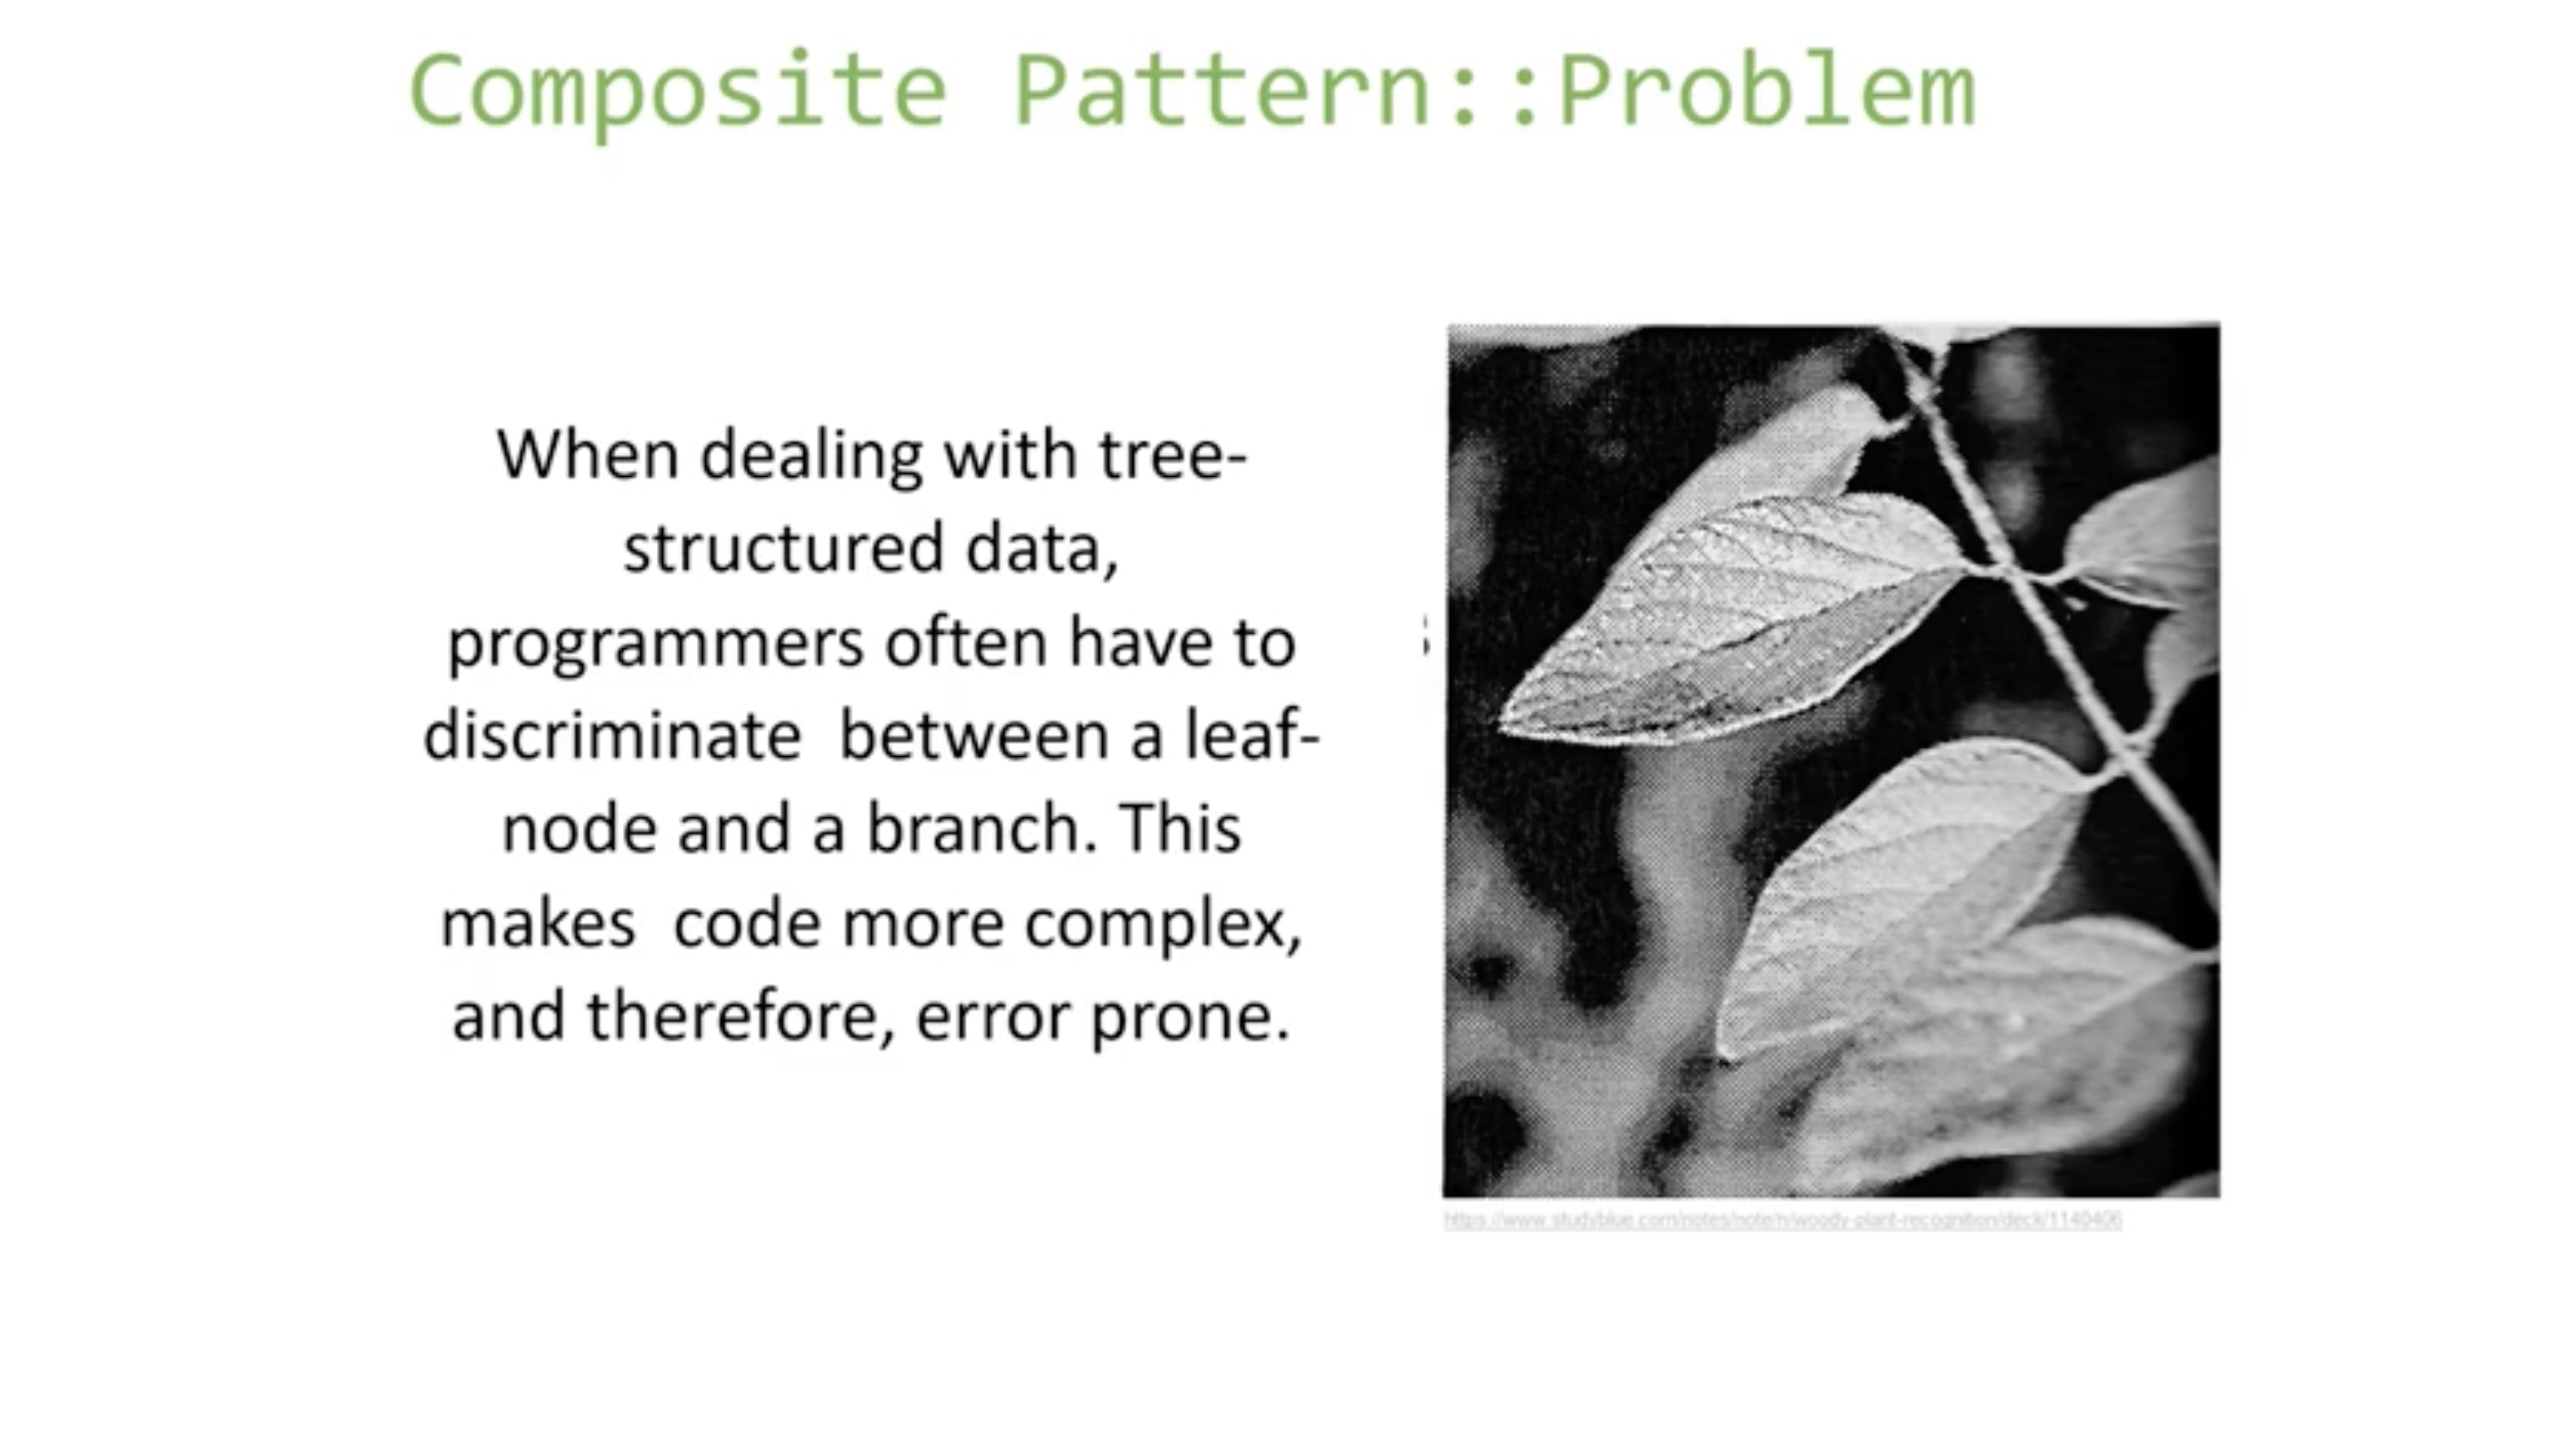 Composite Pattern::Problem
When dealing with tree-
structured data,
programmers often have to
discriminate  between a leaf-
node and a branch. This
makes  code more complex,
and therefore, error prone.
https://www.studyblue.com/notes/note/n/woody-plant-recognition/deck/1140406